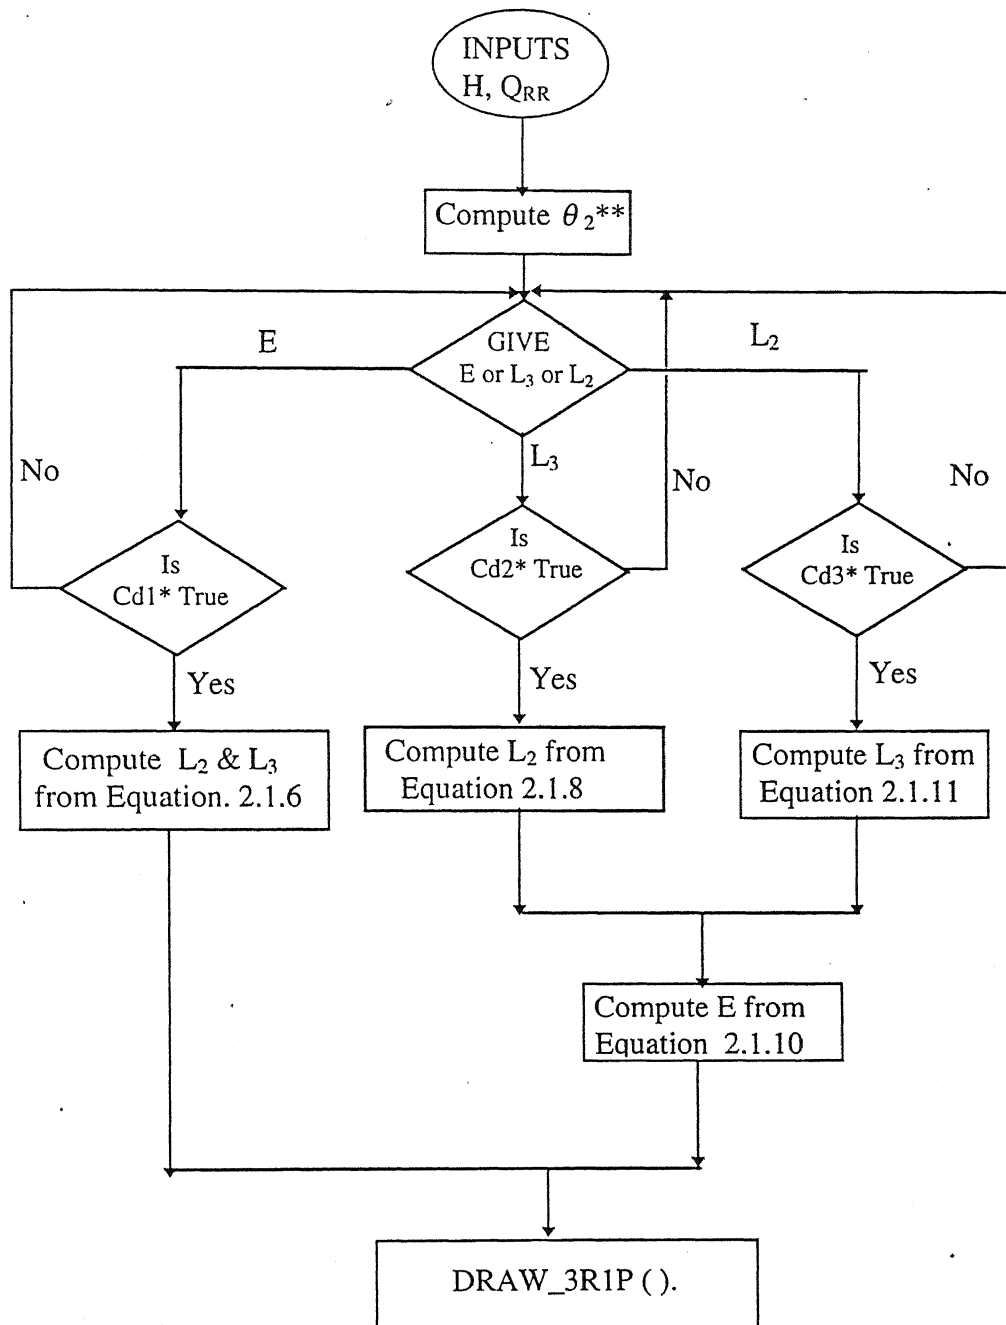 INPUTS
H, Q_RR
Compute θ₂**
GIVE
E or L₃ or L₂
E
L₂
L₃
No
No
No
Is
Cd1* True
Is
Cd2* True
Is
Cd3* True
Yes
Yes
Yes
Compute L₂ & L₃
from Equation. 2.1.6
Compute L₂ from
Equation 2.1.8
Compute L₃ from
Equation 2.1.11
Compute E from
Equation 2.1.10
DRAW_3R1P ( ).